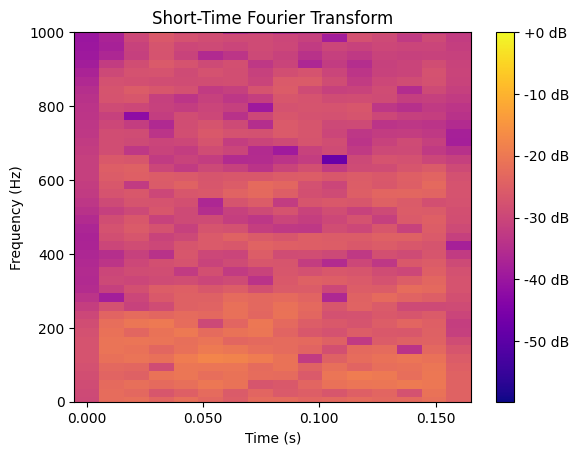 Short-Time Fourier Transform
1000
800
600
400
200
0
Frequency (Hz)
0.000
0.050
0.100
0.150
Time (s)
+0 dB
-10 dB
-20 dB
-30 dB
-40 dB
-50 dB